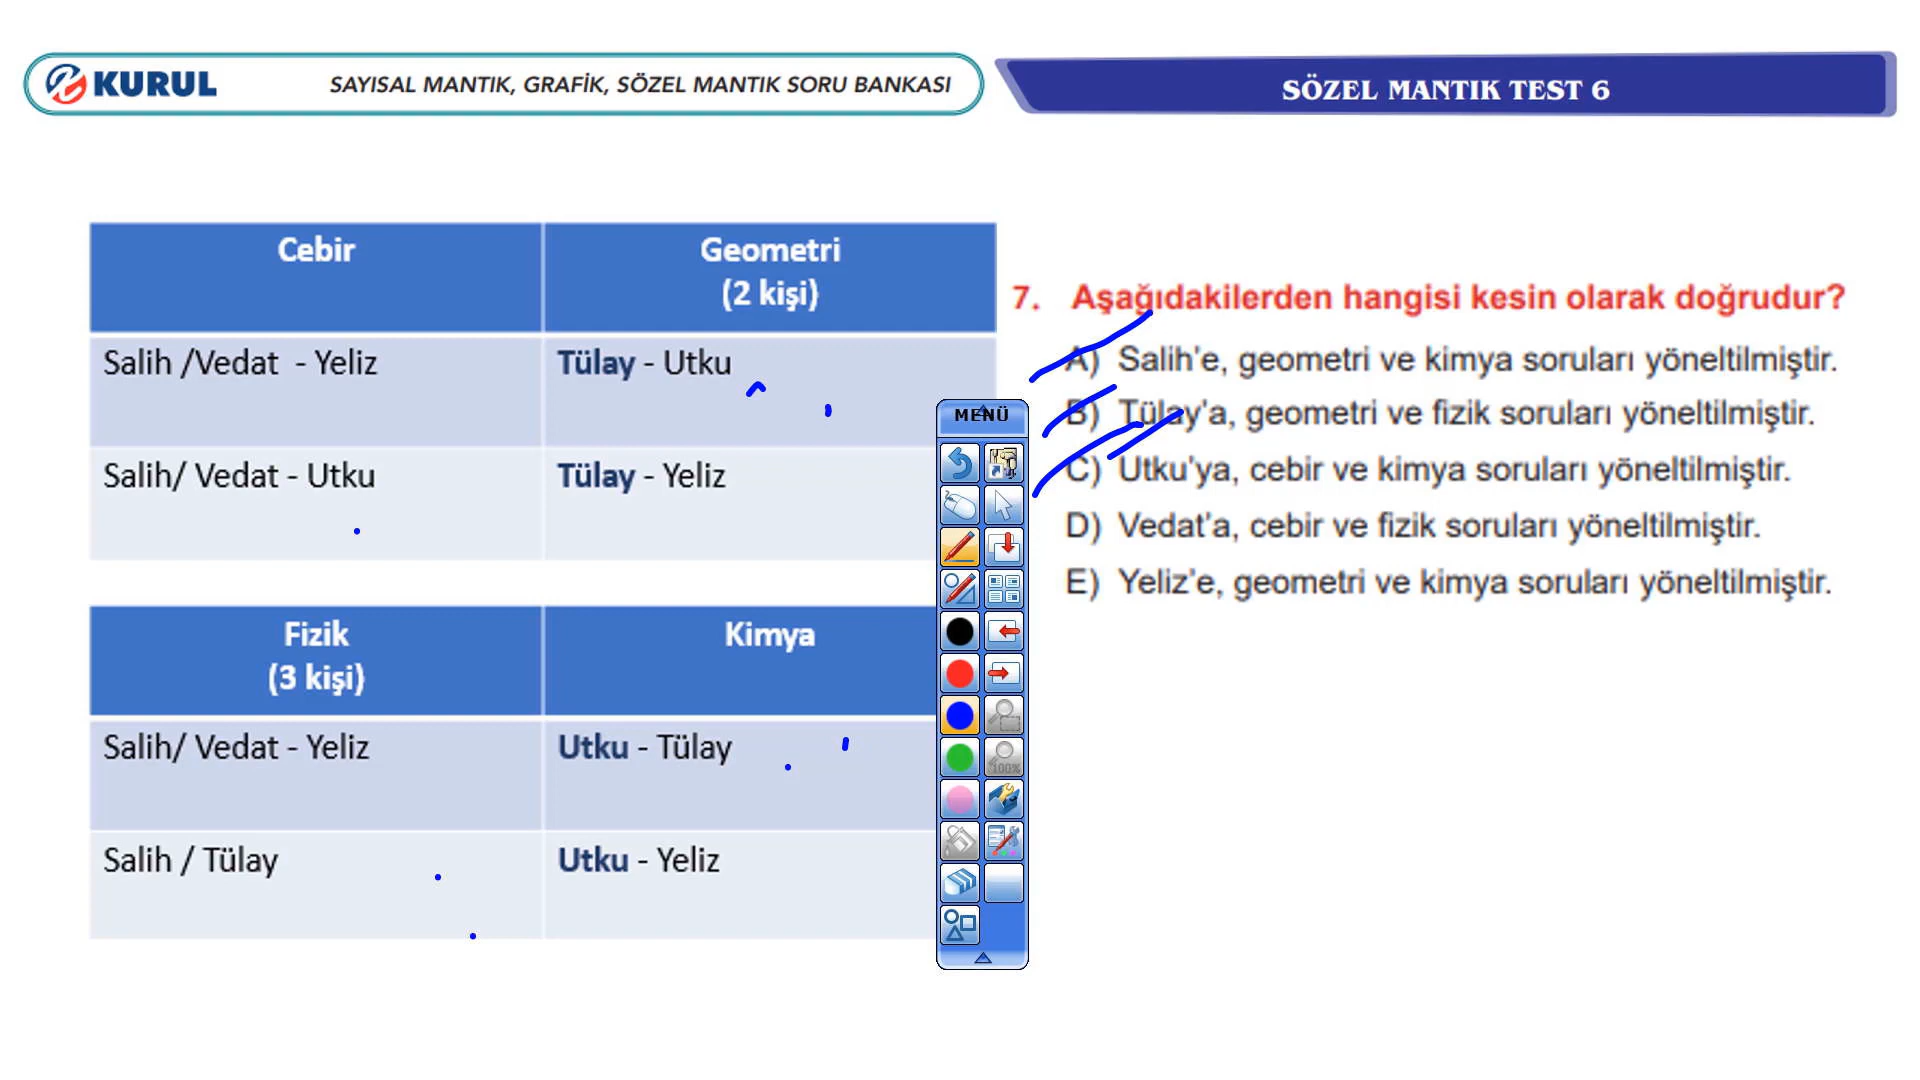 KURUL
SAYISAL MANTIK, GRAFİK, SÖZEL MANTIK SORU BANKASI
SÖZEL MANTIK TEST 6
Cebir
Geometri
(2 kişi)
Salih /Vedat - Yeliz
Tülay - Utku
Salih/ Vedat - Utku
Tülay - Yeliz
Fizik
(3 kişi)
Kimya
Salih/ Vedat - Yeliz
Utku - Tülay
Salih / Tülay
Utku - Yeliz
MENÜ
100%
7. Aşağıdakilerden hangisi kesin olarak doğrudur?
A) Salih'e, geometri ve kimya soruları yöneltilmiştir.
B) Tülay'a, geometri ve fizik soruları yöneltilmiştir.
C) Utku'ya, cebir ve kimya soruları yöneltilmiştir.
D) Vedat'a, cebir ve fizik soruları yöneltilmiştir.
E) Yeliz'e, geometri ve kimya soruları yöneltilmiştir.